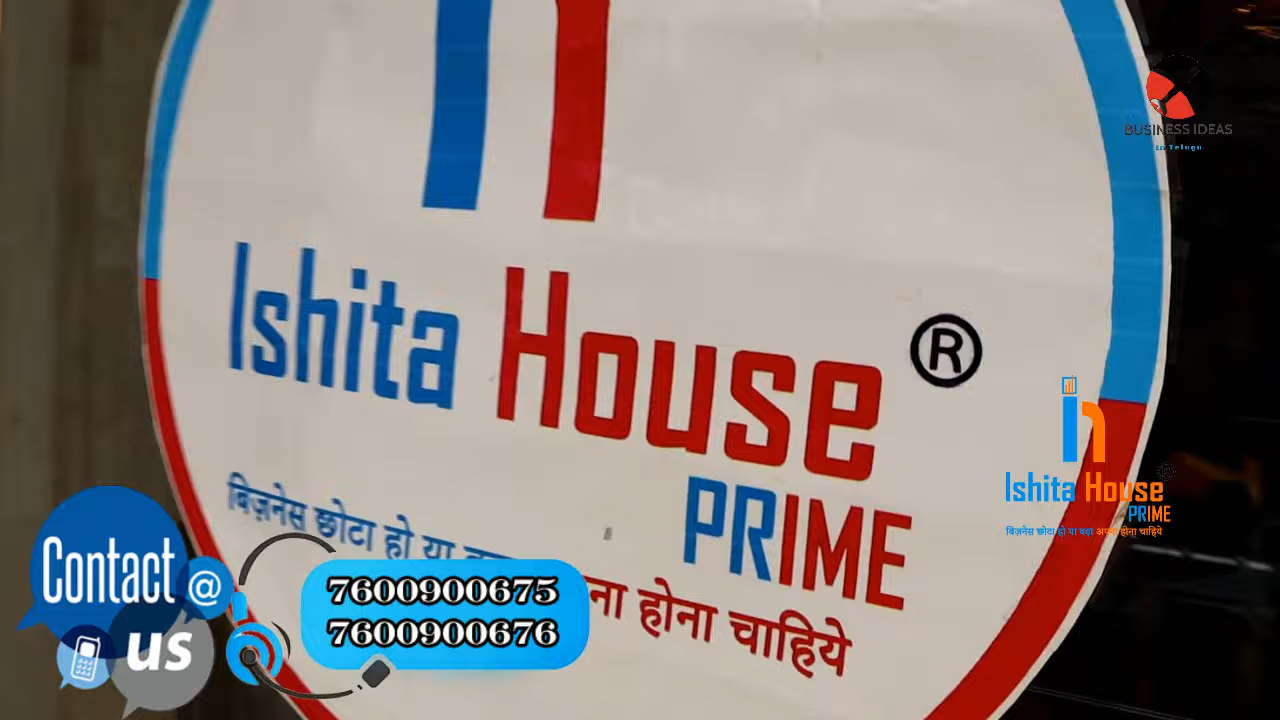 BUSINESS IDEAS
In Telugu
Ishita House ®
PRIME
बिज़नेस छोटा हो या
ना होना चाहिये
Ishita House
PRIME
बिज़नेस छोटा हो या बड़ा अपना होना चाहिये
Contact @
us
7600900675
7600900676